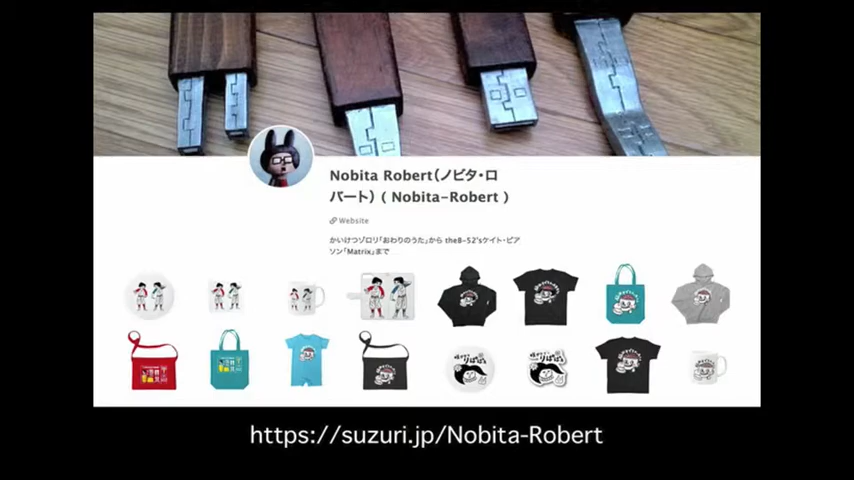 Nobita Robert(ノビタ・ロ
バート) ( Nobita-Robert )
Website
かいけつゾロリ「おわりのうた」から theB-52'sケイト・ピア
ソン「Matrix」まで
https://suzuri.jp/Nobita-Robert